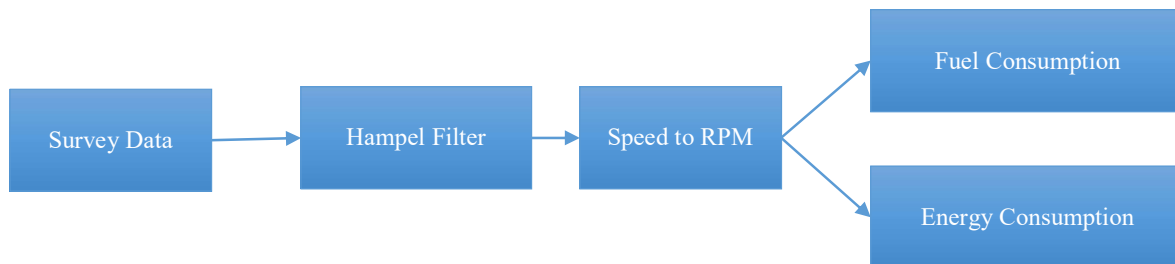 Survey Data
Hampel Filter
Speed to RPM
Fuel Consumption
Energy Consumption